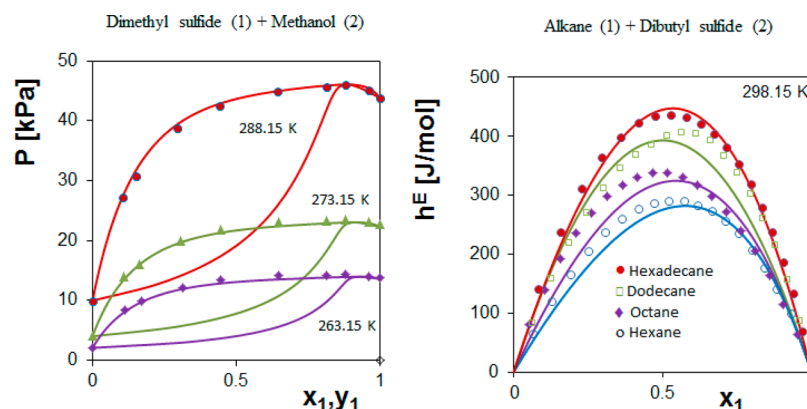 Dimethyl sulfide (1) + Methanol (2)
P [kPa]
50
40
30
20
10
0
288.15 K
273.15 K
263.15 K
0
0.5
1
x1,y1
Alkane (1) + Dibutyl sulfide (2)
hE [J/mol]
500
400
300
200
100
0
298.15 K
Hexadecane
Dodecane
Octane
Hexane
0
0.5
x1